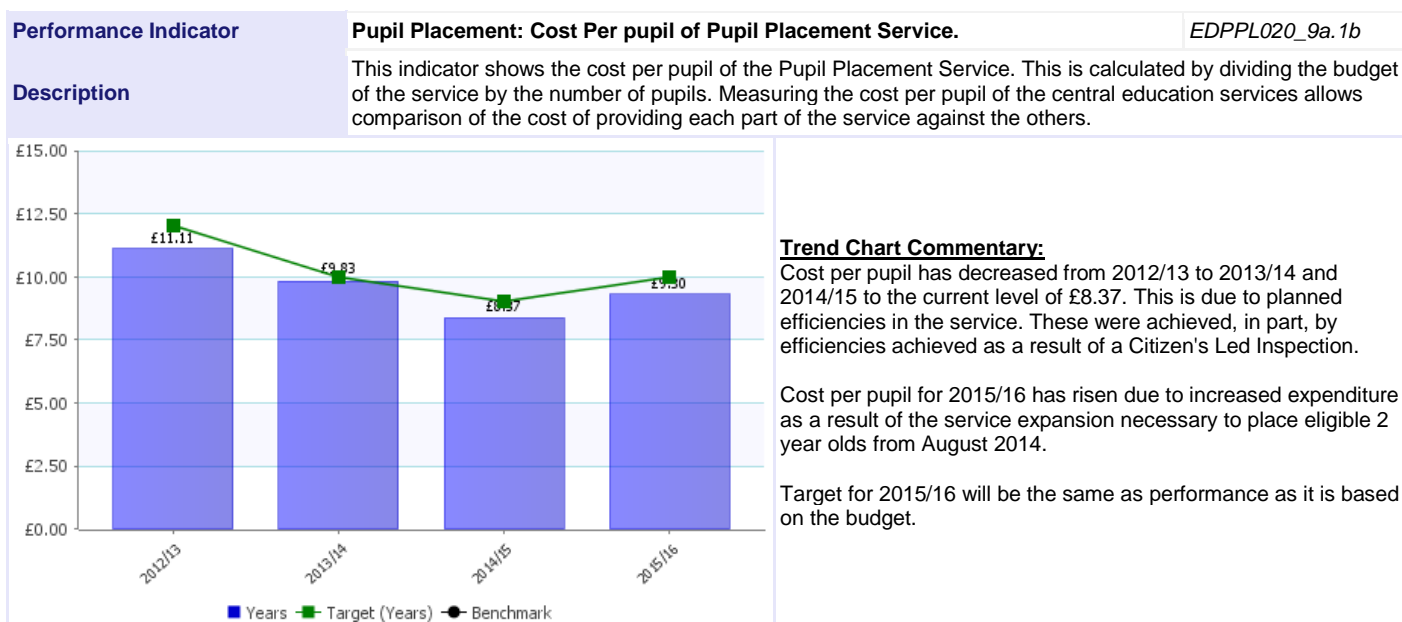 Performance Indicator
Pupil Placement: Cost Per pupil of Pupil Placement Service.
EDPPL020_9a.1b
Description
This indicator shows the cost per pupil of the Pupil Placement Service. This is calculated by dividing the budget
of the service by the number of pupils. Measuring the cost per pupil of the central education services allows
comparison of the cost of providing each part of the service against the others.
£15.00
£12.50
£10.00
£7.50
£5.00
£2.50
£0.00
£11.11
£9.83
£8.37
£9.30
2012/13
2013/14
2014/15
2015/16
Years
Target (Years)
Benchmark
Trend Chart Commentary:
Cost per pupil has decreased from 2012/13 to 2013/14 and
2014/15 to the current level of £8.37. This is due to planned
efficiencies in the service. These were achieved, in part, by
efficiencies achieved as a result of a Citizen's Led Inspection.
Cost per pupil for 2015/16 has risen due to increased expenditure
as a result of the service expansion necessary to place eligible 2
year olds from August 2014.
Target for 2015/16 will be the same as performance as it is based
on the budget.